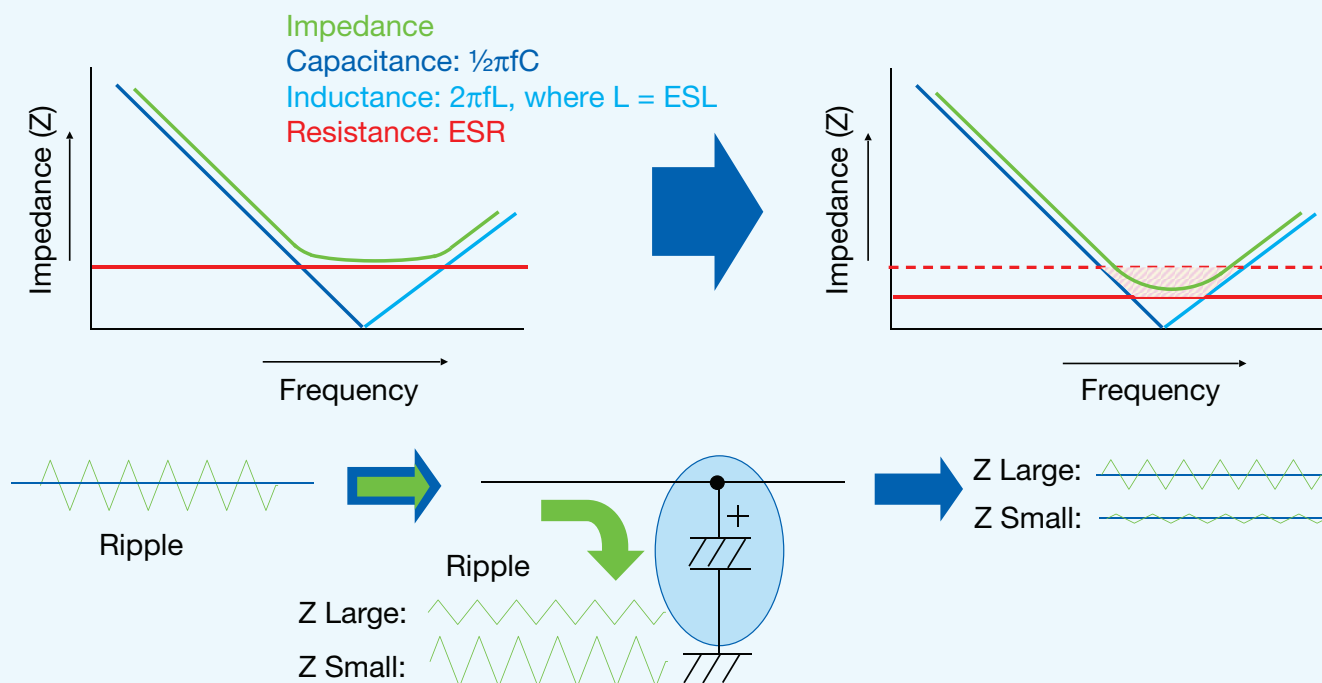 Impedance
Capacitance: ½πfC
Inductance: 2πfL, where L = ESL
Resistance: ESR
Impedance (Z)
Frequency
Impedance (Z)
Frequency
Ripple
+
Ripple
Z Large:
Z Small:
Z Large:
Z Small: